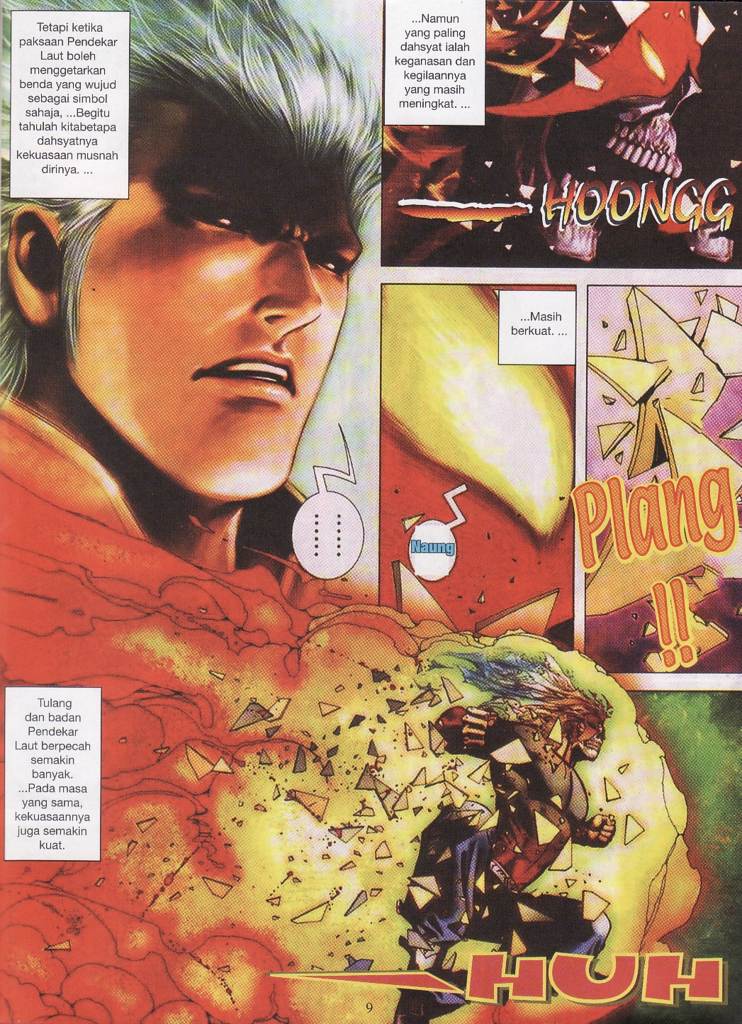 Tetapi ketika
paksaan Pendekar
Laut boleh
menggetarkan
benda yang wujud
sebagai simbol
sahaja, ...Begitu
tahulah kitabetapa
dahsyatnya
kekuasaan musnah
dirinya. ...
...Namun
yang paling
dahsyat ialah
keganasan dan
kegilaannya
yang masih
meningkat. ...
HOONGG
...Masih
berkuat. ...
Naung
Plang
!!
Tulang
dan badan
Pendekar
Laut berpecah
semakin
banyak.
...Pada masa
yang sama,
kekuasaannya
juga semakin
kuat.
HUH
9